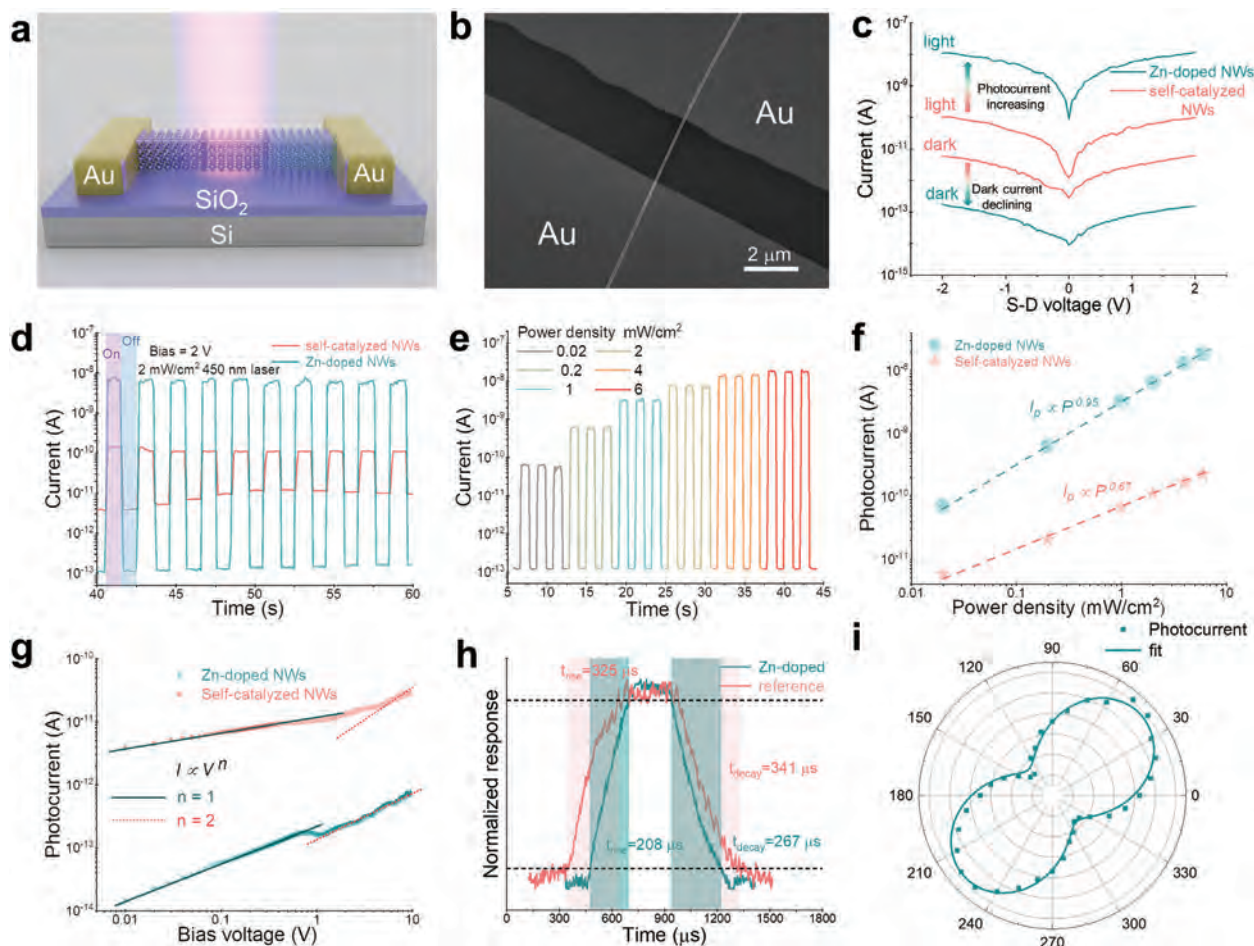 a
Au
Au
SiO2
Si
b
Au
Au
2 μm
c
Current (A)
10-7
10-9
10-11
10-13
10-15
light
Zn-doped NWs
Photocurrent
increasing
self-catalyzed
NWs
light
dark
Dark current
declining
dark
-2
-1
0
1
2
S-D voltage (V)
d
Current (A)
10-7
10-8
10-9
10-10
10-11
10-12
10-13
On
Off
Bias = 2 V
2 mW/cm2 450 nm laser
self-catalyzed NWs
Zn-doped NWs
40
45
50
55
60
Time (s)
e
Current (A)
10-7
10-8
10-9
10-10
10-11
10-12
10-13
Power density mW/cm2
0.02
2
0.2
4
1
6
5
10
15
20
25
30
35
40
45
Time (s)
f
Photocurrent (A)
10-8
10-9
10-10
10-11
Zn-doped NWs
Self-catalyzed NWs
Ip ∝ P0.95
Ip ∝ P0.67
0.01
0.1
1
10
Power density (mW/cm2)
g
Photocurrent (A)
10-10
10-11
10-12
10-13
10-14
Zn-doped NWs
Self-catalyzed NWs
I ∝ Vn
n = 1
n = 2
0.01
0.1
1
10
Bias voltage (V)
h
Normalized response
trise=325 μs
Zn-doped
reference
tdecay=341 μs
trise=208 μs
tdecay=267 μs
0
300
600
900
1200
1500
1800
Time (μs)
i
Photocurrent
fit
90
120
60
150
30
180
0
210
330
240
300
270